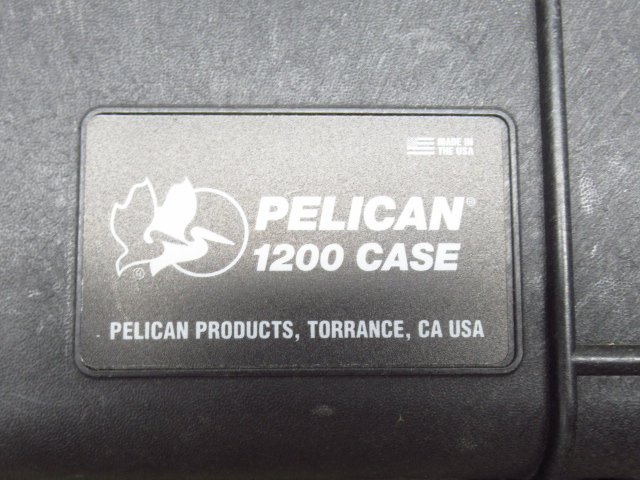 MADE IN
THE USA
PELICAN®
1200 CASE
©
PELICAN PRODUCTS, TORRANCE, CA USA